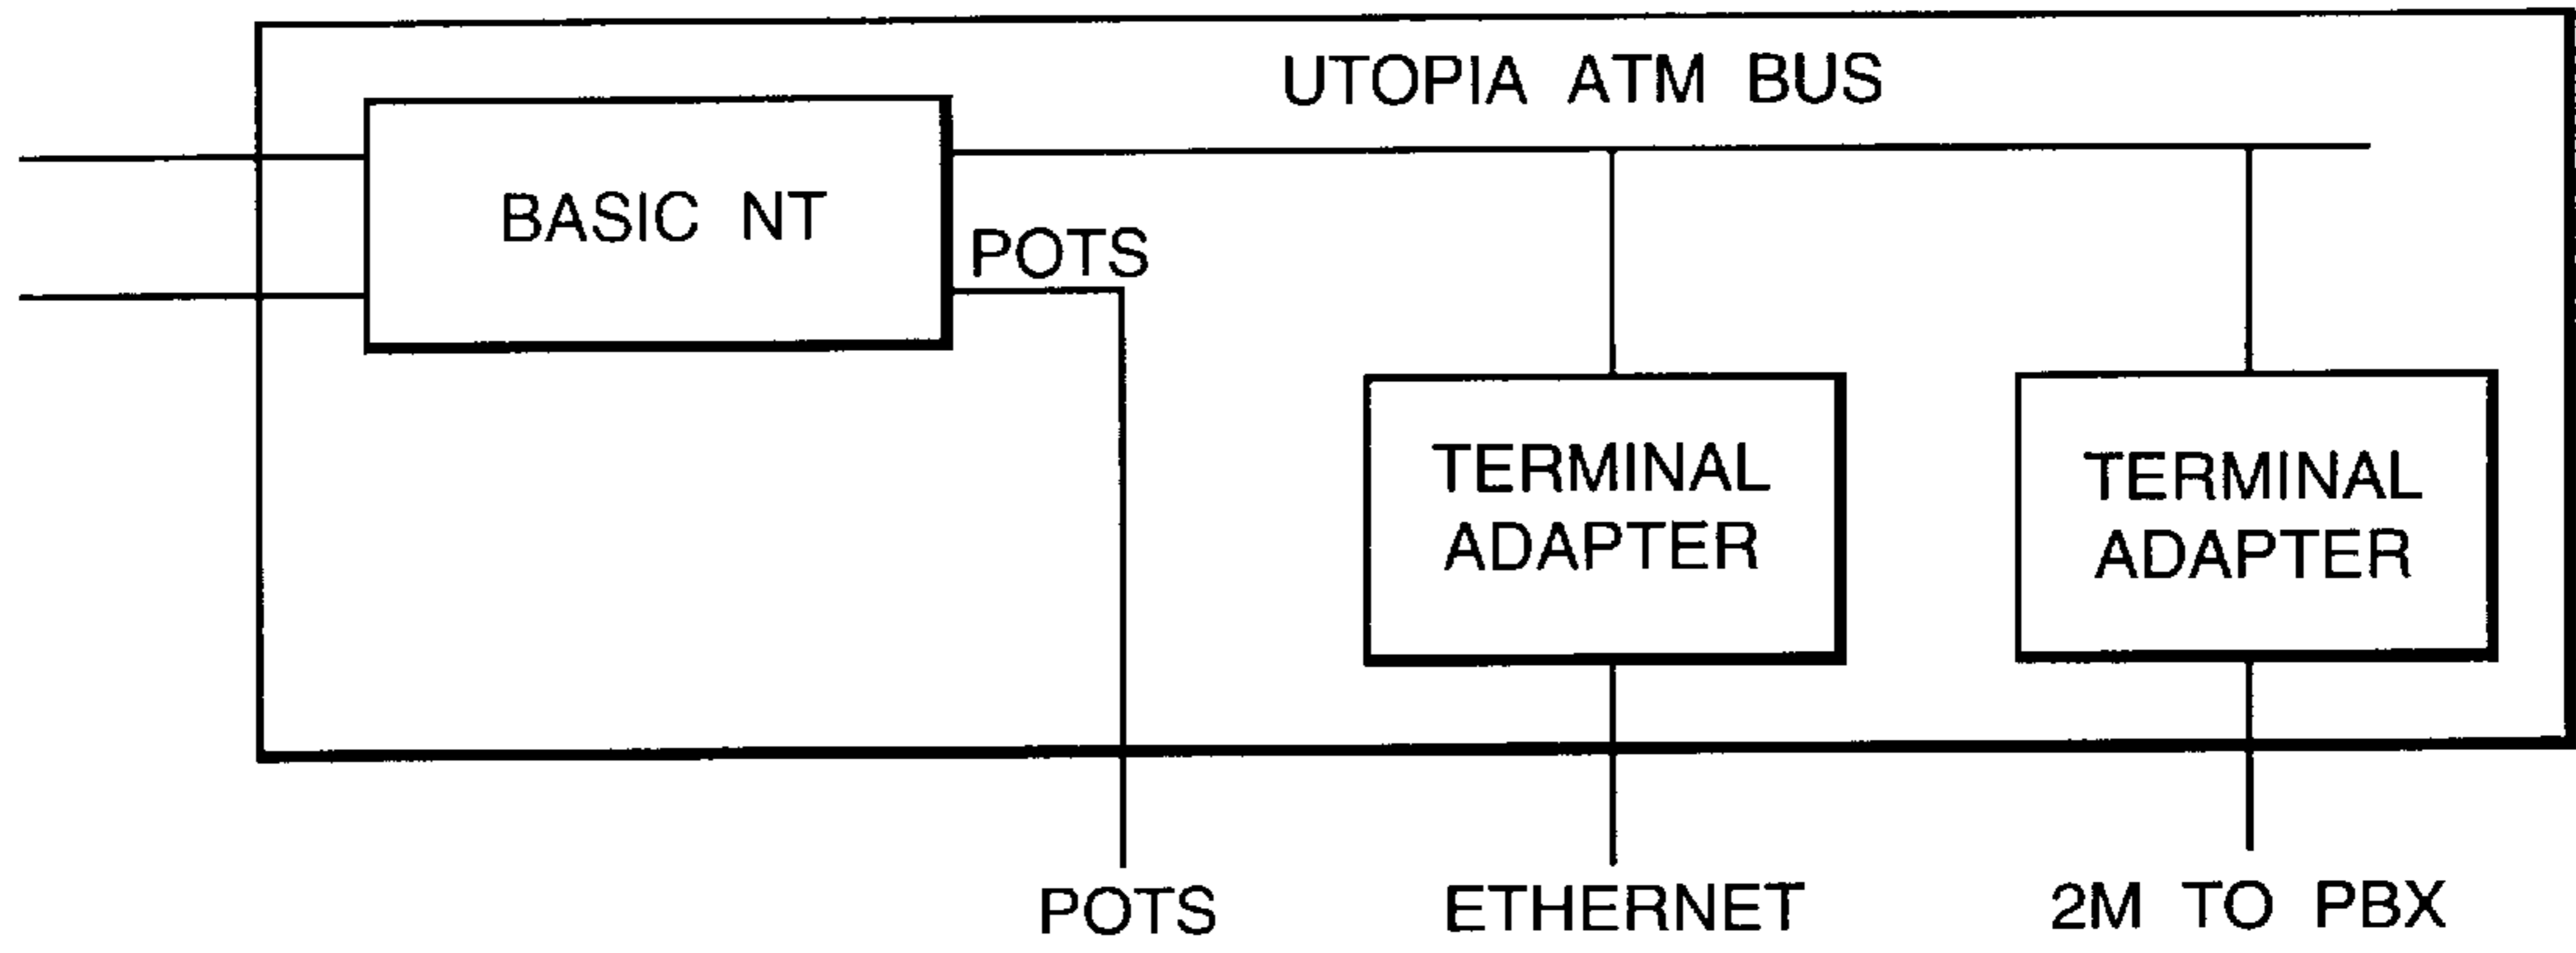 UTOPIA ATM BUS
BASIC NT
POTS
TERMINAL
ADAPTER
TERMINAL
ADAPTER
POTS
ETHERNET
2M TO PBX